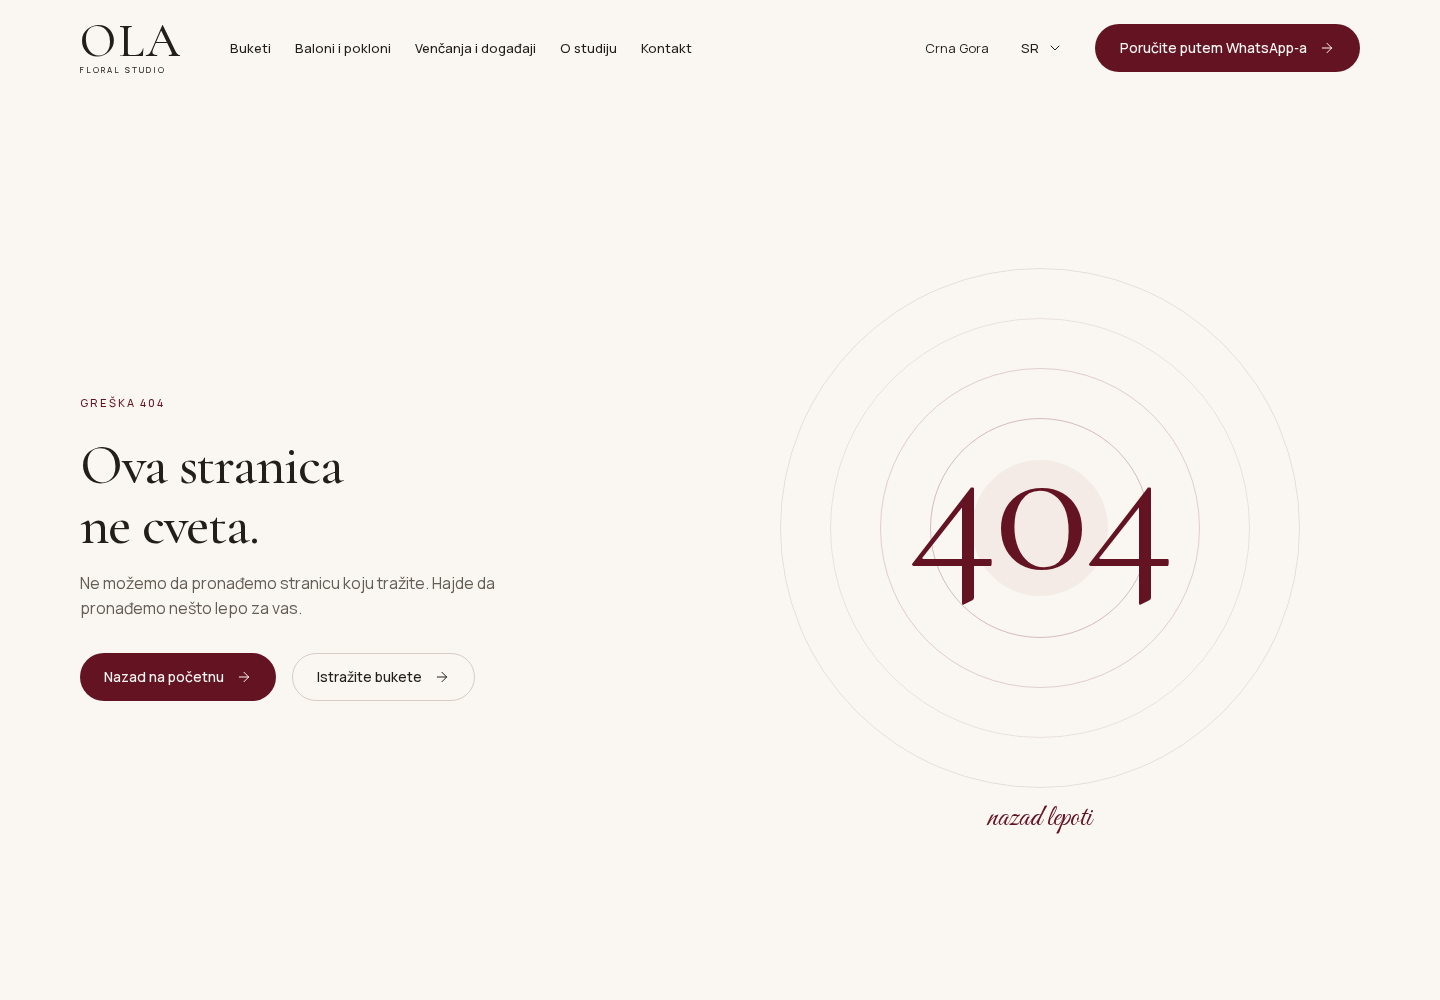 OLA
FLORAL STUDIO
Buketi
Baloni i pokloni
Venčanja i događaji
O studiju
Kontakt
Crna Gora
SR
Poručite putem WhatsApp-a
GREŠKA 404
Ova stranica
ne cveta.
Ne možemo da pronađemo stranicu koju tražite. Hajde da
pronađemo nešto lepo za vas.
Nazad na početnu
Istražite bukete
404
nazad lepoti